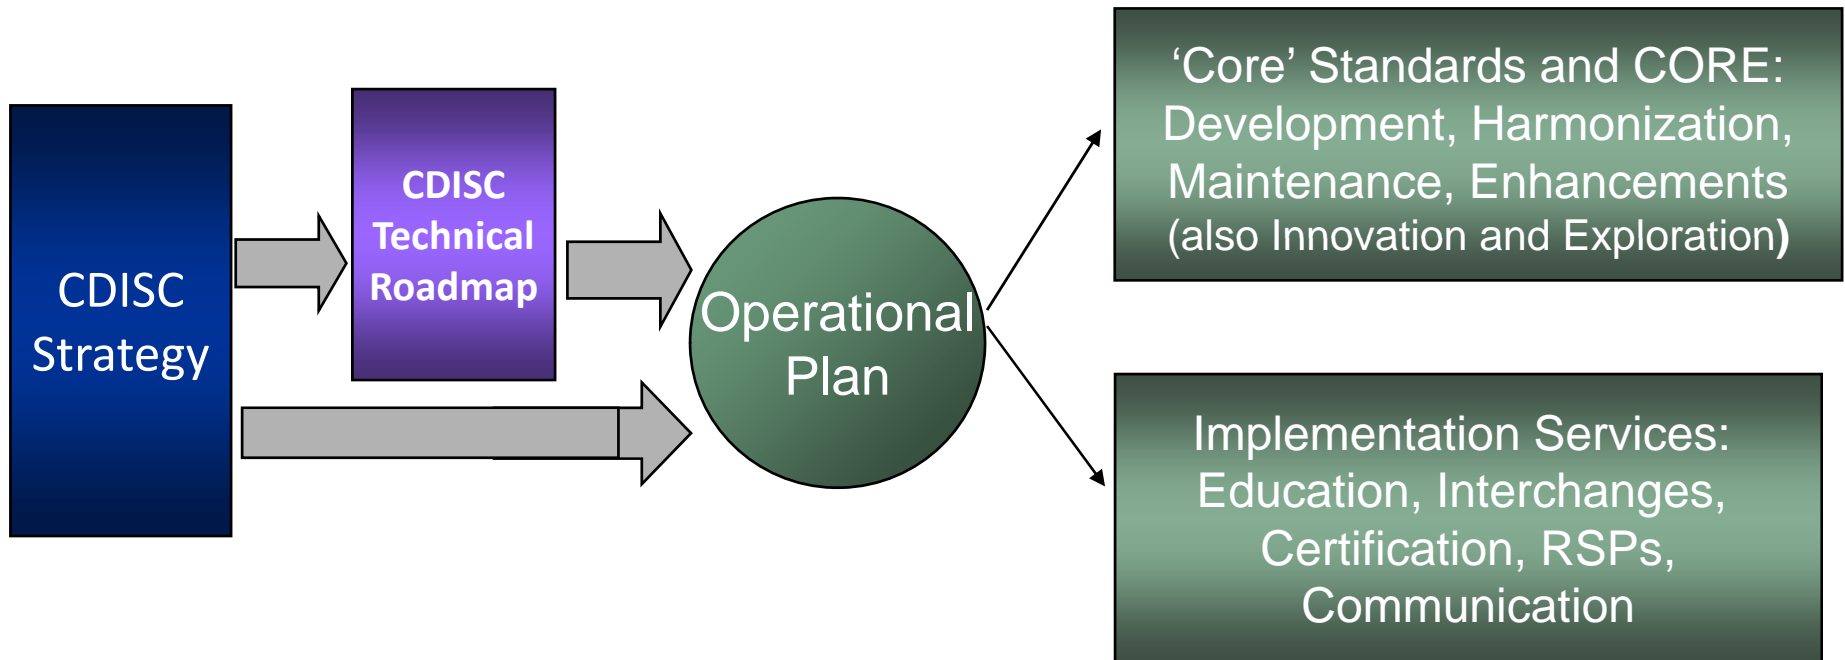 CDISC
Strategy
CDISC
Technical
Roadmap
Operational
Plan
‘Core’ Standards and CORE:
Development, Harmonization,
Maintenance, Enhancements
(also Innovation and Exploration)
Implementation Services:
Education, Interchanges,
Certification, RSPs,
Communication